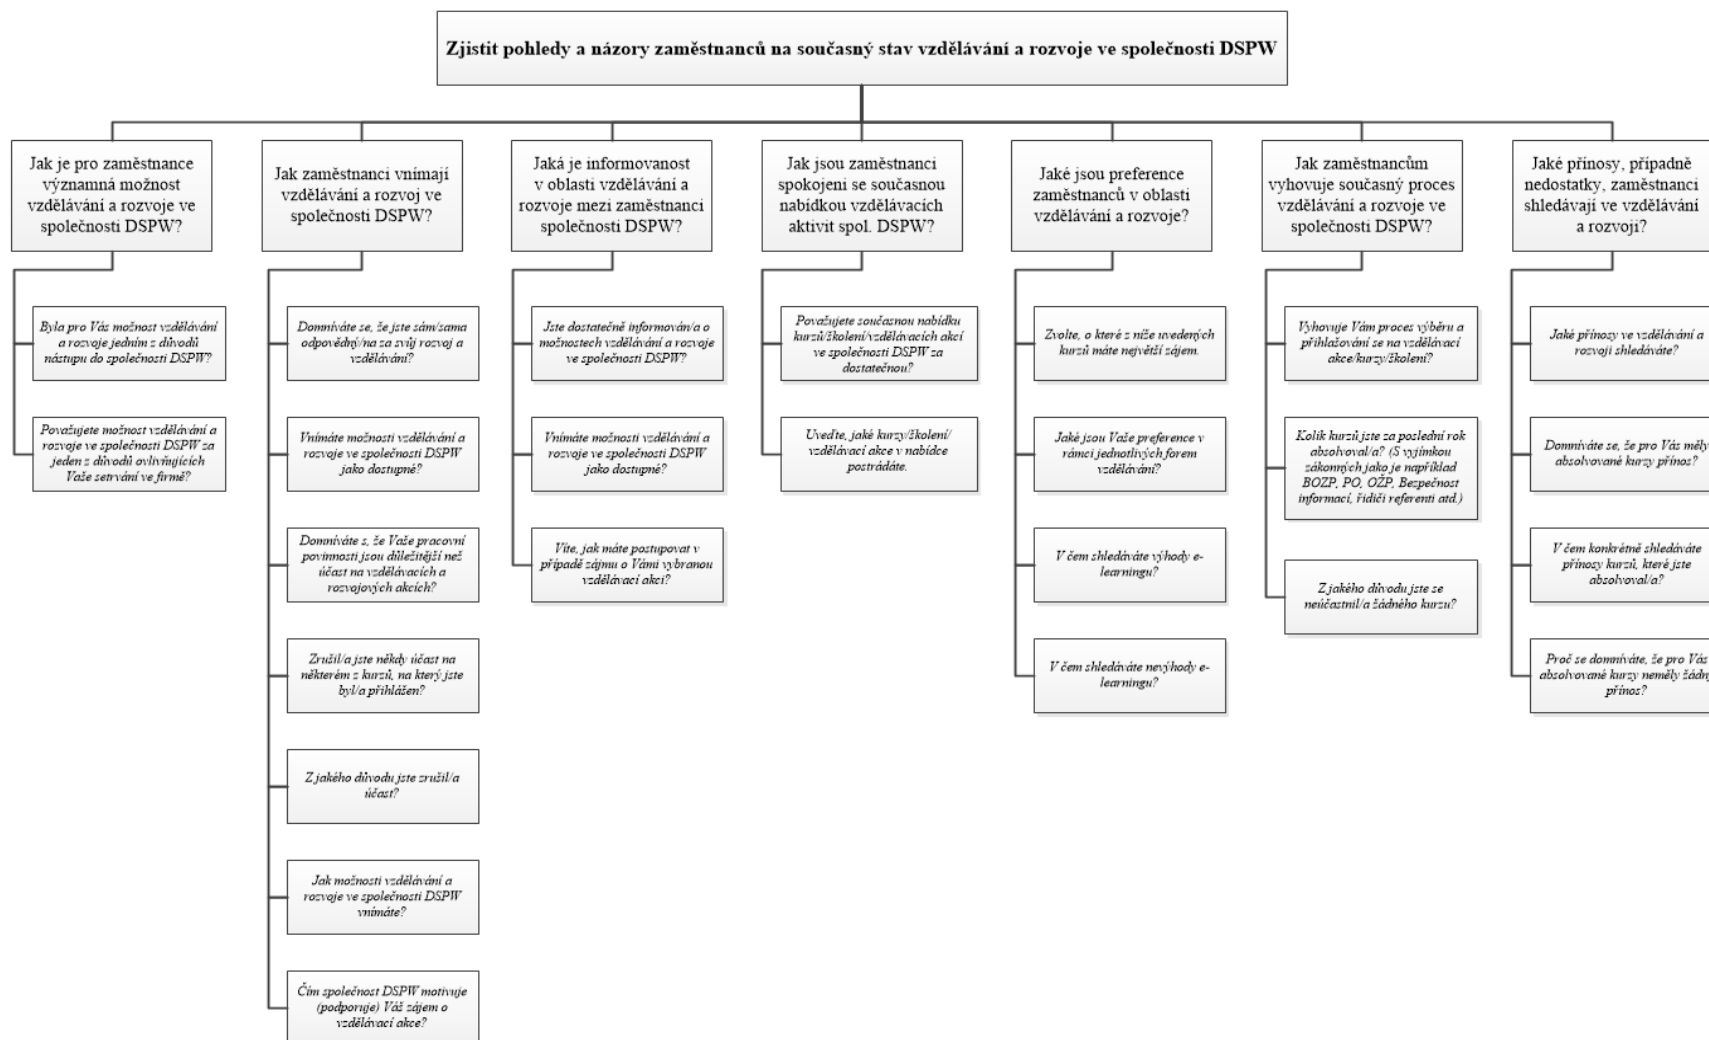 Zjistit pohledy a názory zaměstnanců na současný stav vzdělávání a rozvoje ve společnosti DSPW
Jak je pro zaměstnance
významná možnost
vzdělávání a rozvoje ve
společnosti DSPW?
Byla pro Vás možnost vzdělávání
a rozvoje jedním z důvodů
nástupu do společnosti DSPW?
Považujete možnost vzdělávání a
rozvoje ve společnosti DSPW za
jeden z důvodů ovlivňujících
Vaše setrvání ve firmě?
Jak zaměstnanci vnímají
vzdělávání a rozvoj ve
společnosti DSPW?
Domníváte se, že jste sám/sama
odpovědný/na za svůj rozvoj a
vzdělávání?
Vnímáte možnosti vzdělávání a
rozvoje ve společnosti DSPW
jako dostupné?
Domníváte s, že Vaše pracovní
povinnosti jsou důležitější než
účast na vzdělávacích a
rozvojových akcích?
Zrušil/a jste někdy účast na
některém z kurzů, na který jste
byl/a přihlášen?
Z jakého důvodu jste zrušil/a
účast?
Jak možnosti vzdělávání a
rozvoje ve společnosti DSPW
vnímáte?
Čím společnost DSPW motivuje
(podporuje) Váš zájem o
vzdělávací akce?
Jaká je informovanost
v oblasti vzdělávání a
rozvoje mezi zaměstnanci
společnosti DSPW?
Jste dostatečně informován/a o
možnostech vzdělávání a rozvoje
ve společnosti DSPW?
Vnímáte možnosti vzdělávání a
rozvoje ve společnosti DSPW
jako dostupné?
Víte, jak máte postupovat v
případě zájmu o Vámi vybranou
vzdělávací akci?
Jak jsou zaměstnanci
spokojeni se současnou
nabídkou vzdělávacích
aktivit spol. DSPW?
Považujete současnou nabídku
kurzů/školení/vzdělávacích akcí
ve společnosti DSPW za
dostatečnou?
Uveďte, jaké kurzy/školení/
vzdělávací akce v nabídce
postrádáte.
Jaké jsou preference
zaměstnanců v oblasti
vzdělávání a rozvoje?
Zvolte, o které z níže uvedených
kurzů máte největší zájem.
Jaké jsou Vaše preference v
rámci jednotlivých forem
vzdělávání?
V čem shledáváte výhody e-
learningu?
V čem shledáváte nevýhody e-
learningu?
Jak zaměstnancům
vyhovuje současný proces
vzdělávání a rozvoje ve
společnosti DSPW?
Vyhovuje Vám proces výběru a
přihlašování se na vzdělávací
akce/kurzy/školení?
Kolik kurzů jste za poslední rok
absolvoval/a? (S vyjímkou
zákonných jako je například
BOZP, PO, OŽP, Bezpečnost
informací, řidiči referenti atd.)
Z jakého důvodu jste se
neúčastnil/a žádného kurzu?
Jaké přínosy, případně
nedostatky, zaměstnanci
shledávají ve vzdělávání
a rozvoji?
Jaké přínosy ve vzdělávání a
rozvoji shledáváte?
Domníváte se, že pro Vás měly
absolvované kurzy přínos?
V čem konkrétně shledáváte
přínosy kurzů, které jste
absolvoval/a?
Proč se domníváte, že pro Vás
absolvované kurzy neměly žádný
přínos?